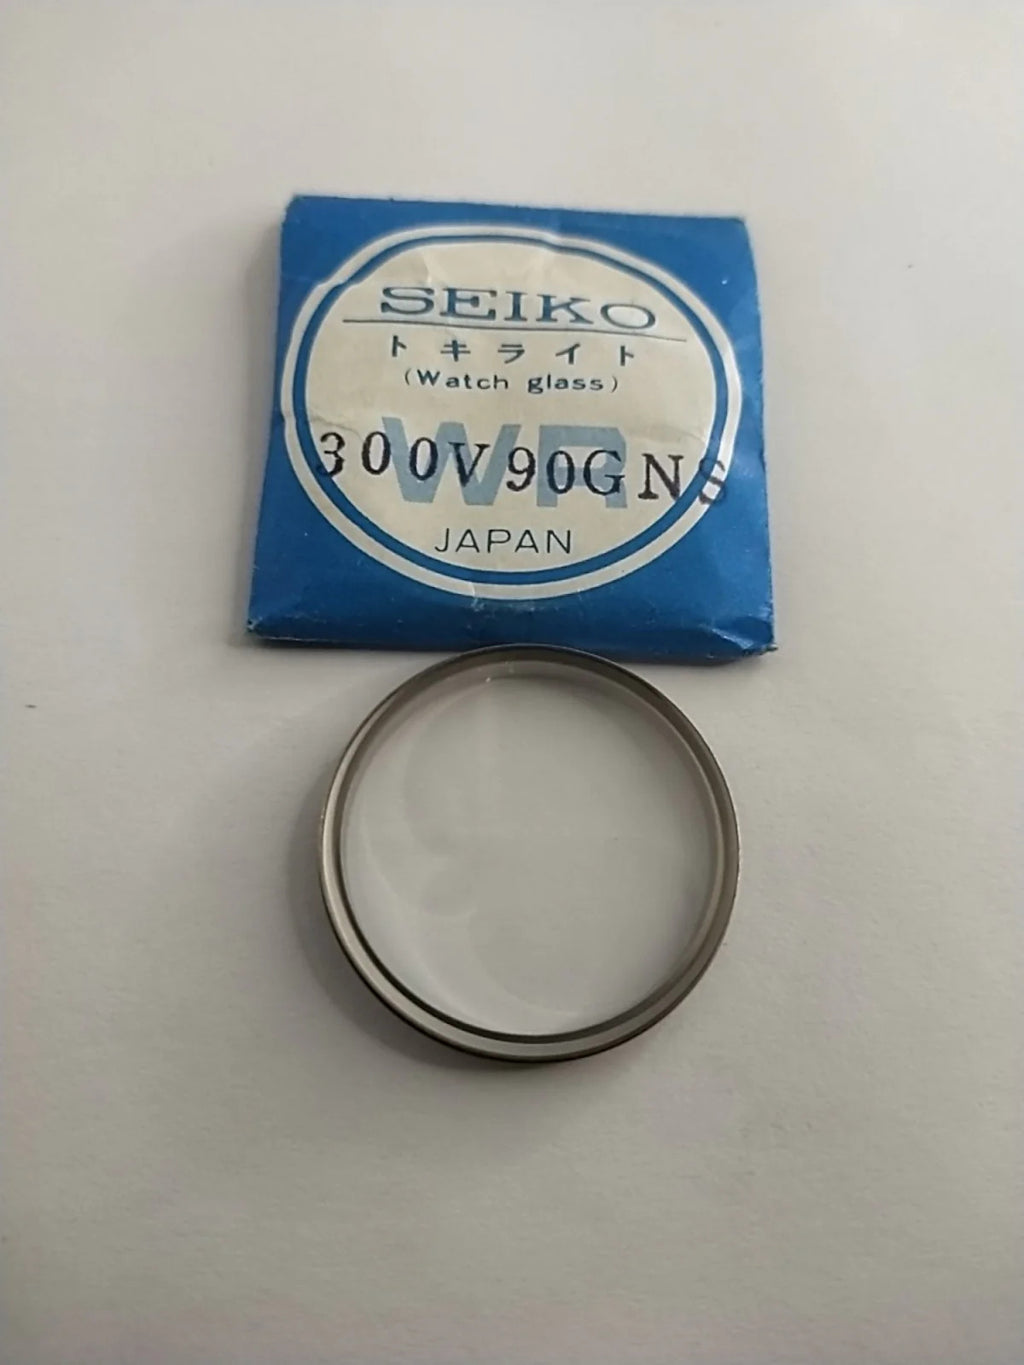 SEIKO
トキライト
(Watch glass)
WR
300V90GNS
JAPAN